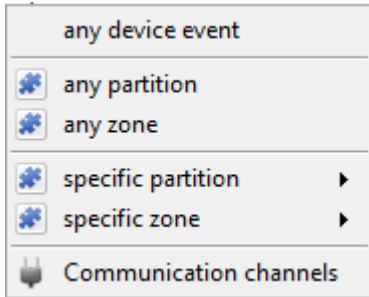 any device event
any partition
any zone
specific partition
specific zone
Communication channels